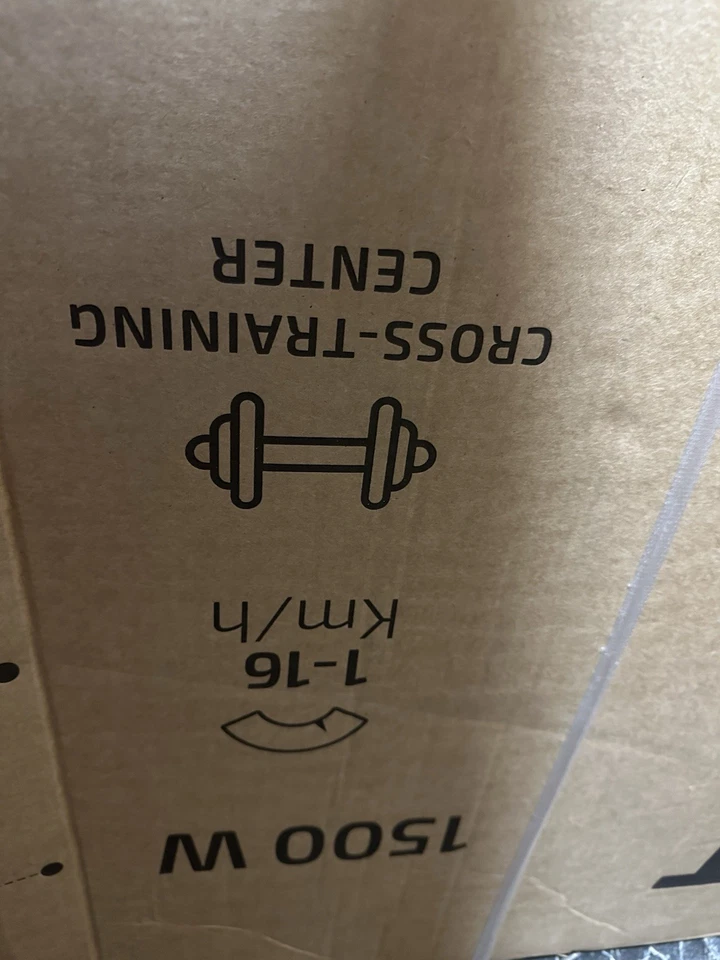 1500 W
1-16
Km/h
CROSS-TRAINING
CENTER